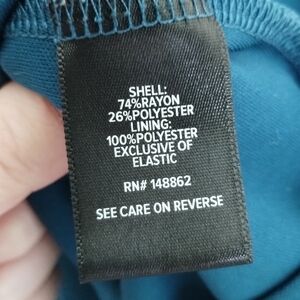 SHELL:
74%RAYON
26%POLYESTER
LINING:
100%POLYESTER
EXCLUSIVE OF
ELASTIC
RN# 148862
SEE CARE ON REVERSE